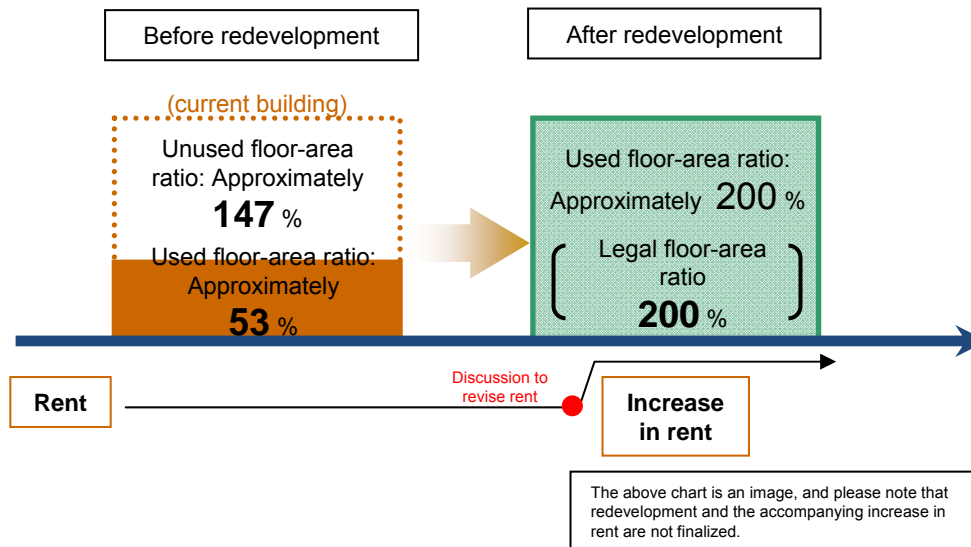 Before redevelopment
After redevelopment
(current building)
Unused floor-area
ratio: Approximately
147 %
Used floor-area ratio:
Approximately
53 %
Used floor-area ratio:
Approximately 200 %
Legal floor-area
ratio
200 %
Rent
Discussion to
revise rent
Increase
in rent
The above chart is an image, and please note that
redevelopment and the accompanying increase in
rent are not finalized.